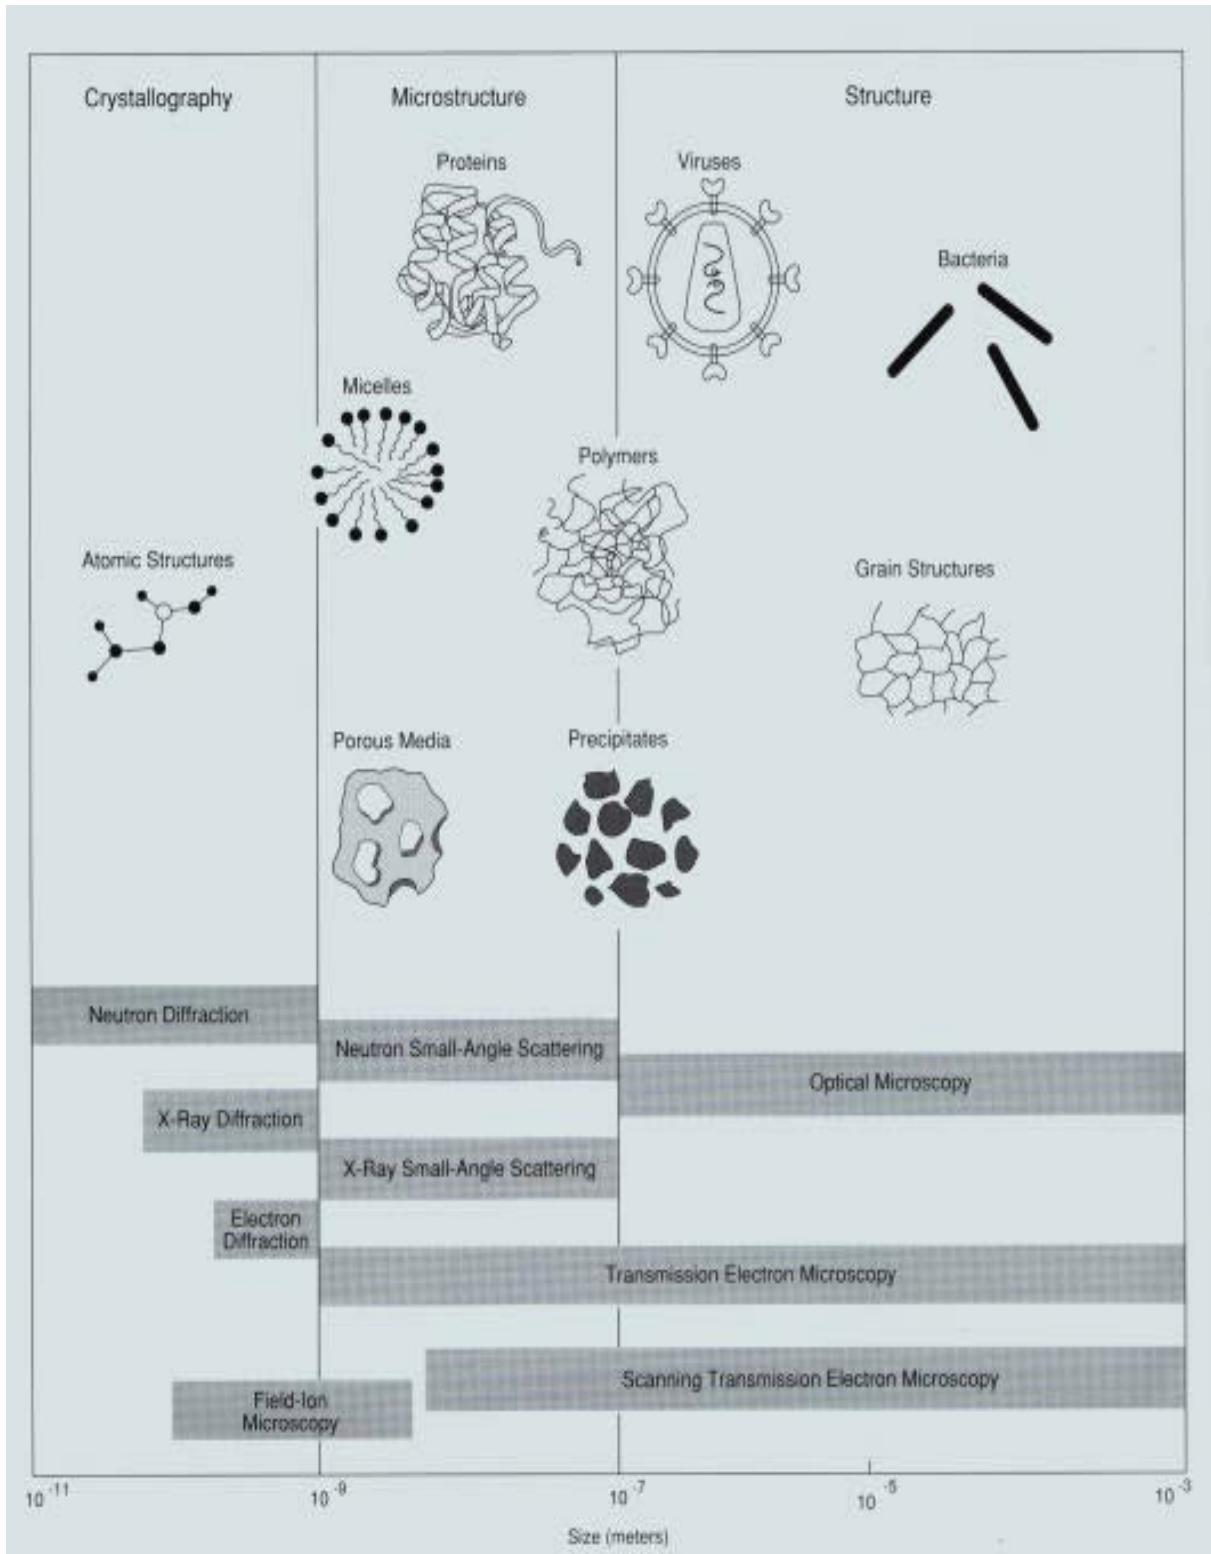 Crystallography
Microstructure
Structure
Proteins
Viruses
Bacteria
Micelles
Polymers
Atomic Structures
Grain Structures
Porous Media
Precipitates
Neutron Diffraction
Neutron Small-Angle Scattering
Optical Microscopy
X-Ray Diffraction
X-Ray Small-Angle Scattering
Electron
Diffraction
Transmission Electron Microscopy
Scanning Transmission Electron Microscopy
Field-Ion
Microscopy
10⁻¹¹ 10⁻⁹ 10⁻⁷ 10⁻⁵ 10⁻³
Size (meters)